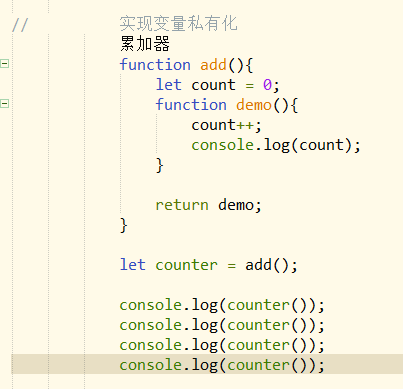 // 实现变量私有化
累加器
function add(){
let count = 0;
function demo(){
count++;
console.log(count);
}
return demo;
}
let counter = add();
console.log(counter());
console.log(counter());
console.log(counter());
console.log(counter());